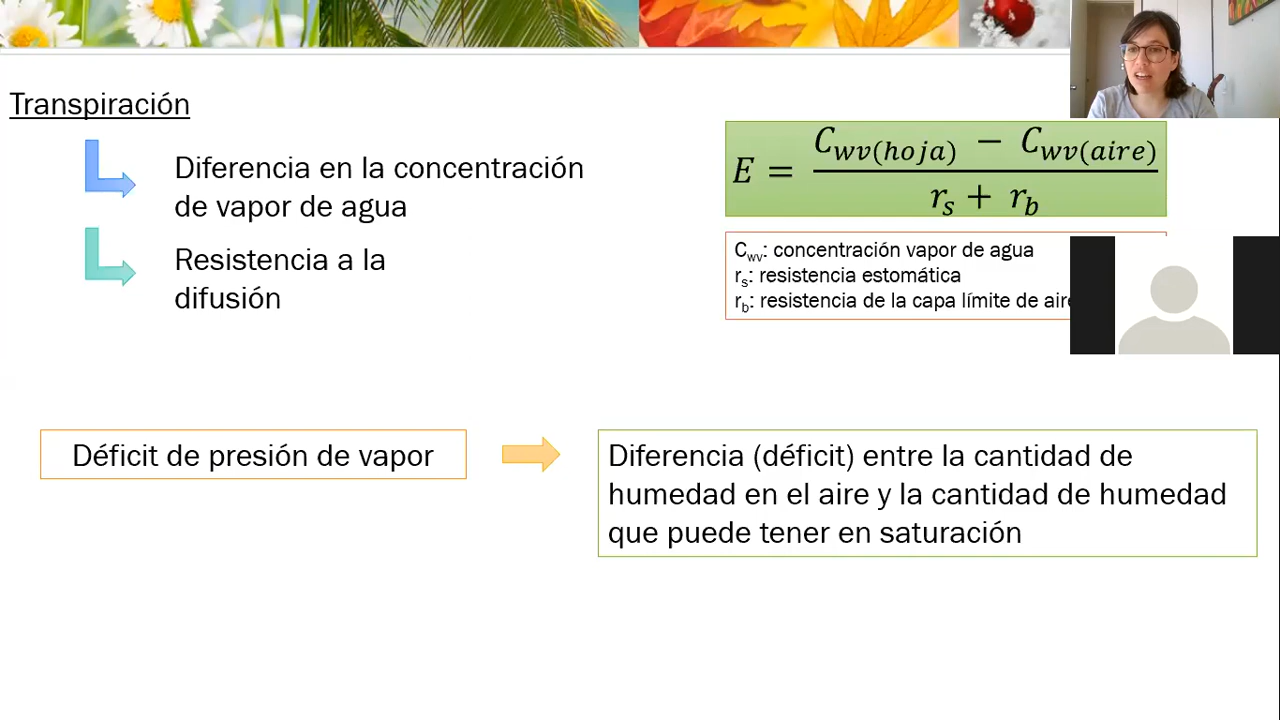 Transpiración
Diferencia en la concentración
de vapor de agua
Resistencia a la
difusión
E = (C_wv(hoja) − C_wv(aire)) / (r_s + r_b)
C_wv: concentración vapor de agua
r_s: resistencia estomática
r_b: resistencia de la capa límite de aire
Déficit de presión de vapor
Diferencia (déficit) entre la cantidad de
humedad en el aire y la cantidad de humedad
que puede tener en saturación